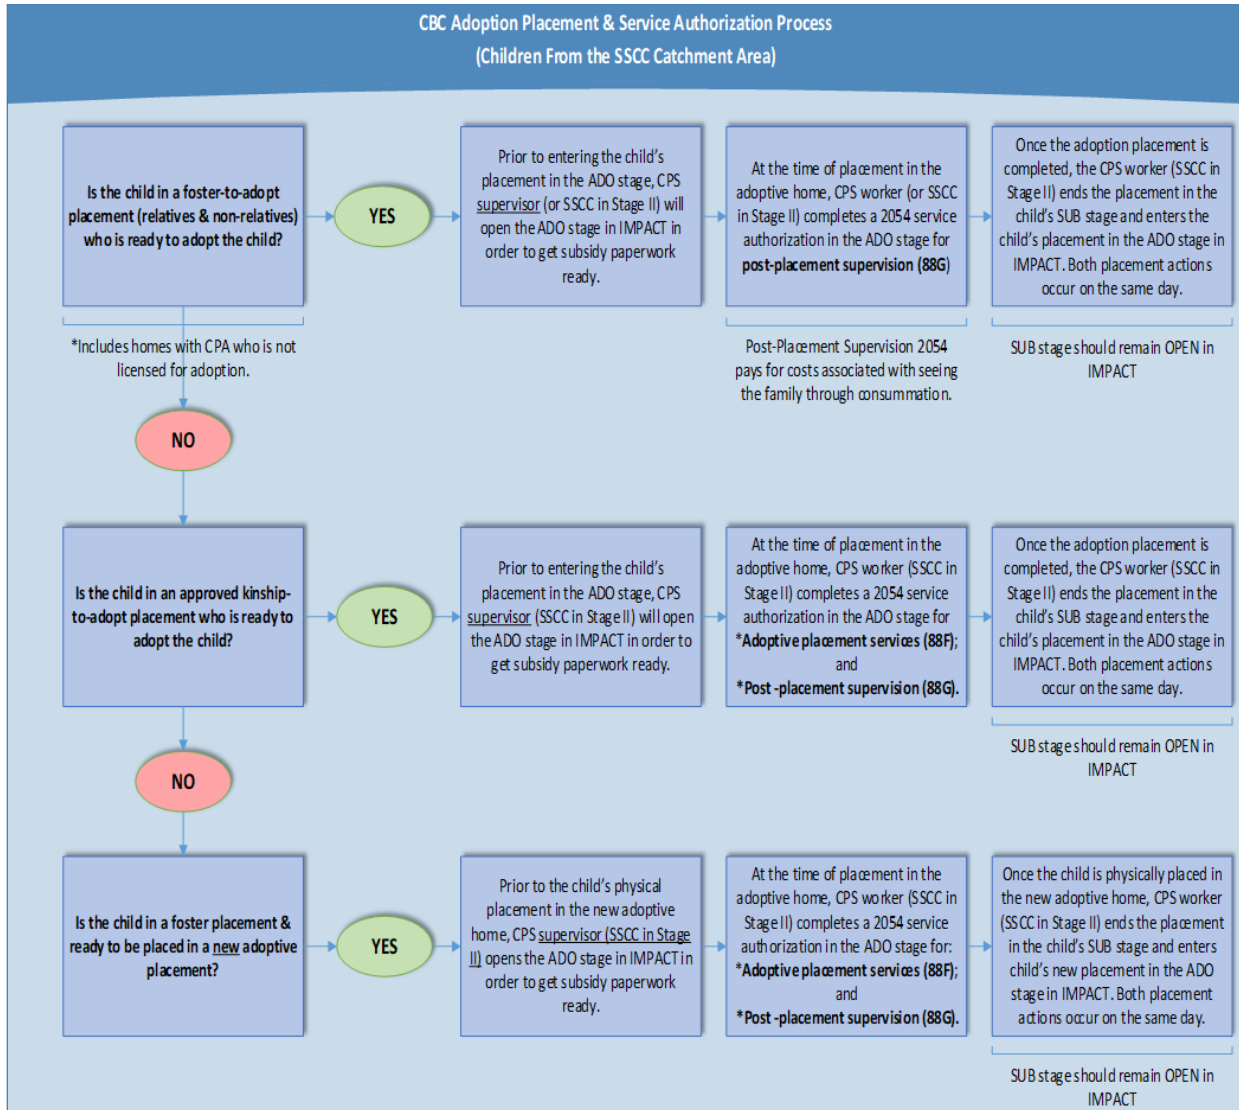 CBC Adoption Placement & Service Authorization Process
(Children From the SSCC Catchment Area)
Is the child in a foster-to-adopt
placement (relatives & non-relatives)
who is ready to adopt the child?
YES
Prior to entering the child's
placement in the ADO stage, CPS
supervisor (or SSCC in Stage II) will
open the ADO stage in IMPACT in
order to get subsidy paperwork
ready.
At the time of placement in the
adoptive home, CPS worker (or SSCC
in Stage II) completes a 2054 service
authorization in the ADO stage for
post-placement supervision (88G)
Once the adoption placement is
completed, the CPS worker (SSCC in
Stage II) ends the placement in the
child's SUB stage and enters the
child's placement in the ADO stage in
IMPACT. Both placement actions
occur on the same day.
*Includes homes with CPA who is not
licensed for adoption.
Post-Placement Supervision 2054
pays for costs associated with seeing
the family through consummation.
SUB stage should remain OPEN in
IMPACT
NO
Is the child in an approved kinship-
to-adopt placement who is ready to
adopt the child?
YES
Prior to entering the child's
placement in the ADO stage, CPS
supervisor (SSCC in Stage II) will open
the ADO stage in IMPACT in order to
get subsidy paperwork ready.
At the time of placement in the
adoptive home, CPS worker (SSCC in
Stage II) completes a 2054 service
authorization in the ADO stage for
*Adoptive placement services (88F);
and
*Post -placement supervision (88G).
Once the adoption placement is
completed, the CPS worker (SSCC in
Stage II) ends the placement in the
child's SUB stage and enters the
child's placement in the ADO stage in
IMPACT. Both placement actions
occur on the same day.
SUB stage should remain OPEN in
IMPACT
NO
Is the child in a foster placement &
ready to be placed in a new adoptive
placement?
YES
Prior to the child's physical
placement in the new adoptive
home, CPS supervisor (SSCC in Stage
II) opens the ADO stage in IMPACT in
order to get subsidy paperwork
ready.
At the time of placement in the
adoptive home, CPS worker (SSCC in
Stage II) completes a 2054 service
authorization in the ADO stage for:
*Adoptive placement services (88F);
and
*Post -placement supervision (88G).
Once the child is physically placed in
the new adoptive home, CPS worker
(SSCC in Stage II) ends the placement
in the child's SUB stage and enters
child's new placement in the ADO
stage in IMPACT. Both placement
actions occur on the same day.
SUB stage should remain OPEN in
IMPACT